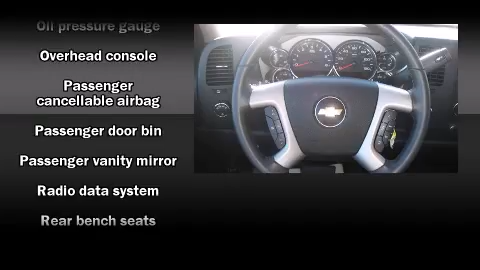 Oil pressure gauge
Overhead console
Passenger
cancellable airbag
Passenger door bin
Passenger vanity mirror
Radio data system
Rear bench seats